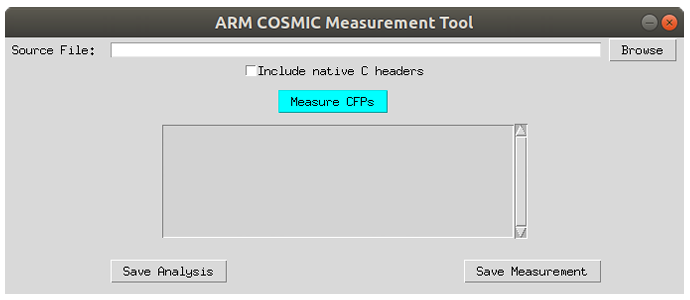 ARM COSMIC Measurement Tool
Source File: Browse
Include native C headers
Measure CFPs
Save Analysis Save Measurement